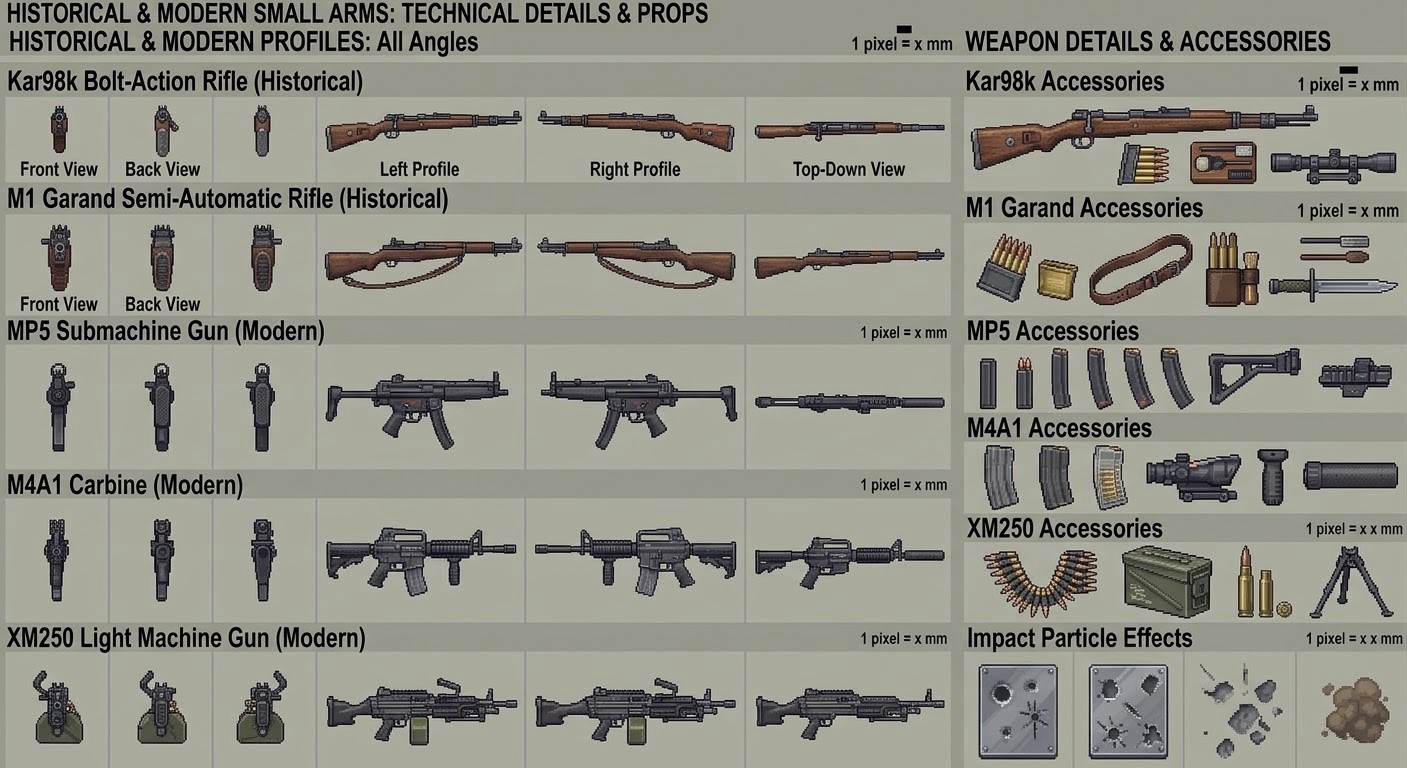 HISTORICAL & MODERN SMALL ARMS: TECHNICAL DETAILS & PROPS
HISTORICAL & MODERN PROFILES: All Angles
1 pixel = x mm
Kar98k Bolt-Action Rifle (Historical)
Front View
Back View
Left Profile
Right Profile
Top-Down View
M1 Garand Semi-Automatic Rifle (Historical)
Front View
Back View
MP5 Submachine Gun (Modern)
1 pixel = x mm
M4A1 Carbine (Modern)
1 pixel = x mm
XM250 Light Machine Gun (Modern)
1 pixel = x mm
WEAPON DETAILS & ACCESSORIES
Kar98k Accessories
1 pixel = x mm
M1 Garand Accessories
1 pixel = x mm
MP5 Accessories
M4A1 Accessories
XM250 Accessories
1 pixel = x x mm
Impact Particle Effects
1 pixel = x x mm